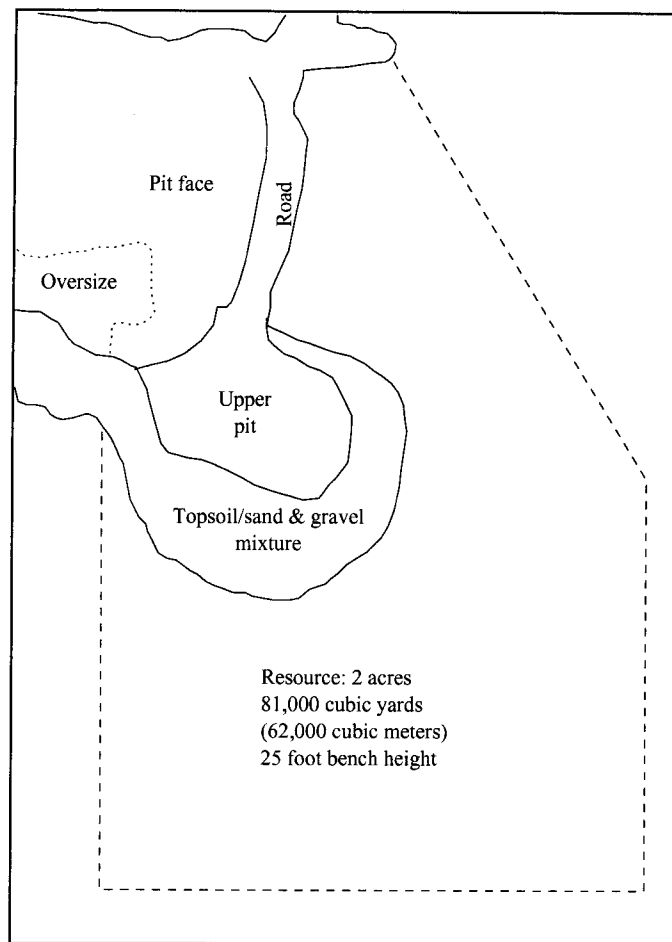 Pit face
Road
Oversize
Upper
pit
Topsoil/sand & gravel
mixture
Resource: 2 acres
81,000 cubic yards
(62,000 cubic meters)
25 foot bench height